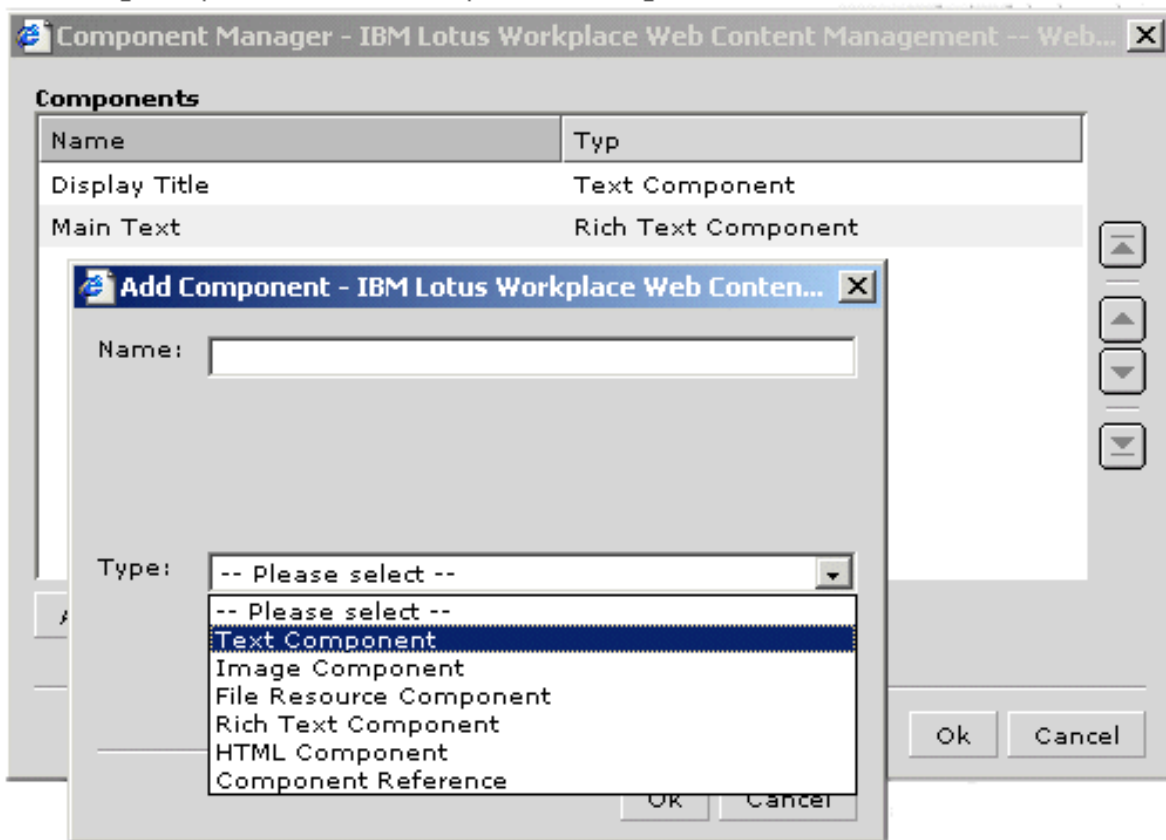 Component Manager - IBM Lotus Workplace Web Content Management -- Web...
Components
Name Typ
Display Title Text Component
Main Text Rich Text Component
Add Component - IBM Lotus Workplace Web Conten...
Name:
Type: -- Please select --
-- Please select --
Text Component
Image Component
File Resource Component
Rich Text Component
HTML Component
Component Reference
Ok Cancel
Ok Cancel